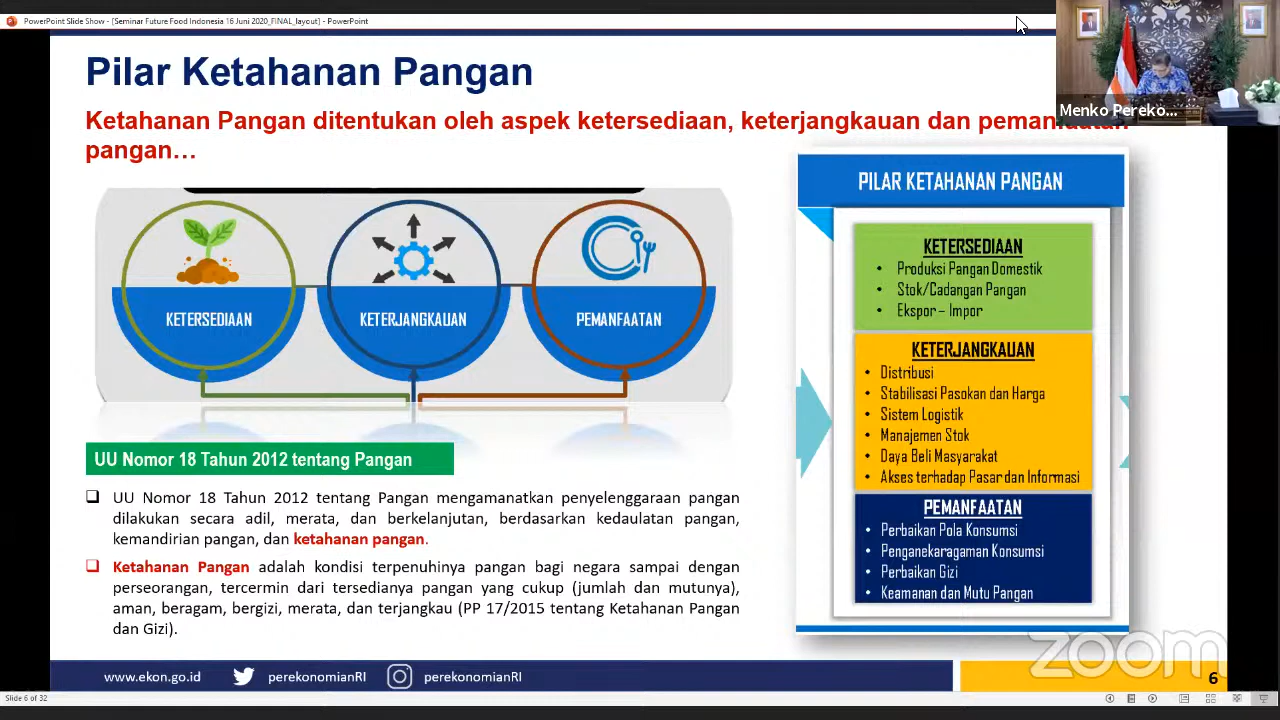 PowerPoint Slide Show - [Seminar Future Food Indonesia 16 Juni 2020_FINAL_layout] - PowerPoint
Menko Pereko...
Pilar Ketahanan Pangan
Ketahanan Pangan ditentukan oleh aspek ketersediaan, keterjangkauan dan pemanfaatan
pangan…
KETERSEDIAAN
KETERJANGKAUAN
PEMANFAATAN
UU Nomor 18 Tahun 2012 tentang Pangan
UU Nomor 18 Tahun 2012 tentang Pangan mengamanatkan penyelenggaraan pangan
dilakukan secara adil, merata, dan berkelanjutan, berdasarkan kedaulatan pangan,
kemandirian pangan, dan ketahanan pangan.
Ketahanan Pangan adalah kondisi terpenuhinya pangan bagi negara sampai dengan
perseorangan, tercermin dari tersedianya pangan yang cukup (jumlah dan mutunya),
aman, beragam, bergizi, merata, dan terjangkau (PP 17/2015 tentang Ketahanan Pangan
dan Gizi).
PILAR KETAHANAN PANGAN
KETERSEDIAAN
• Produksi Pangan Domestik
• Stok/Cadangan Pangan
• Ekspor – Impor
KETERJANGKAUAN
• Distribusi
• Stabilisasi Pasokan dan Harga
• Sistem Logistik
• Manajemen Stok
• Daya Beli Masyarakat
• Akses terhadap Pasar dan Informasi
PEMANFAATAN
• Perbaikan Pola Konsumsi
• Penganekaragaman Konsumsi
• Perbaikan Gizi
• Keamanan dan Mutu Pangan
zoom
www.ekon.go.id
perekonomianRI
perekonomianRI
6
Slide 6 of 32